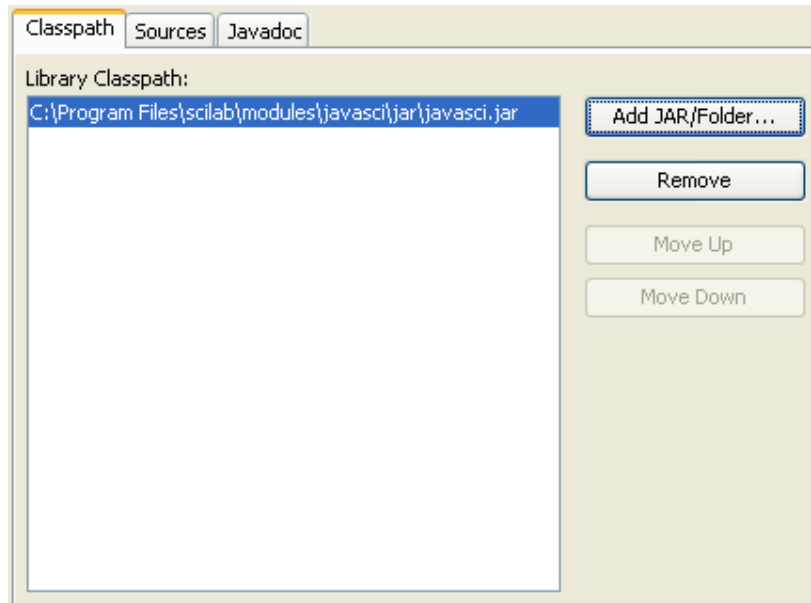 Classpath Sources Javadoc
Library Classpath:
C:\Program Files\scilab\modules\javasci\jar\javasci.jar
Add JAR/Folder...
Remove
Move Up
Move Down